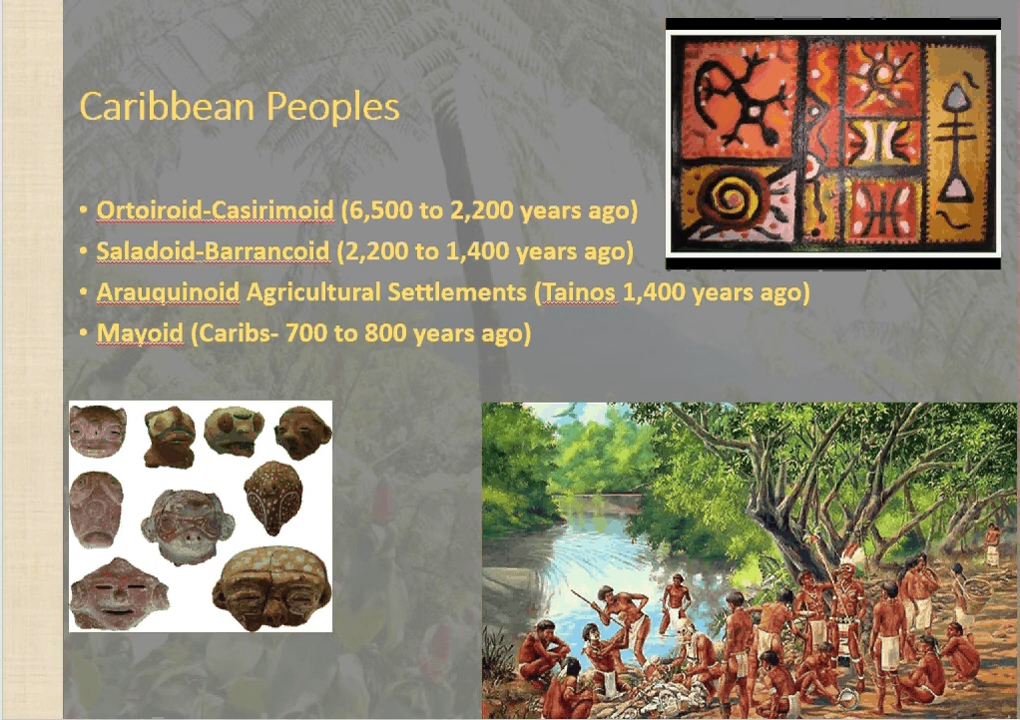 Caribbean Peoples
• Ortoiroid-Casirimoid (6,500 to 2,200 years ago)
• Saladoid-Barrancoid (2,200 to 1,400 years ago)
• Arauquinoid Agricultural Settlements (Tainos 1,400 years ago)
• Mayoid (Caribs- 700 to 800 years ago)